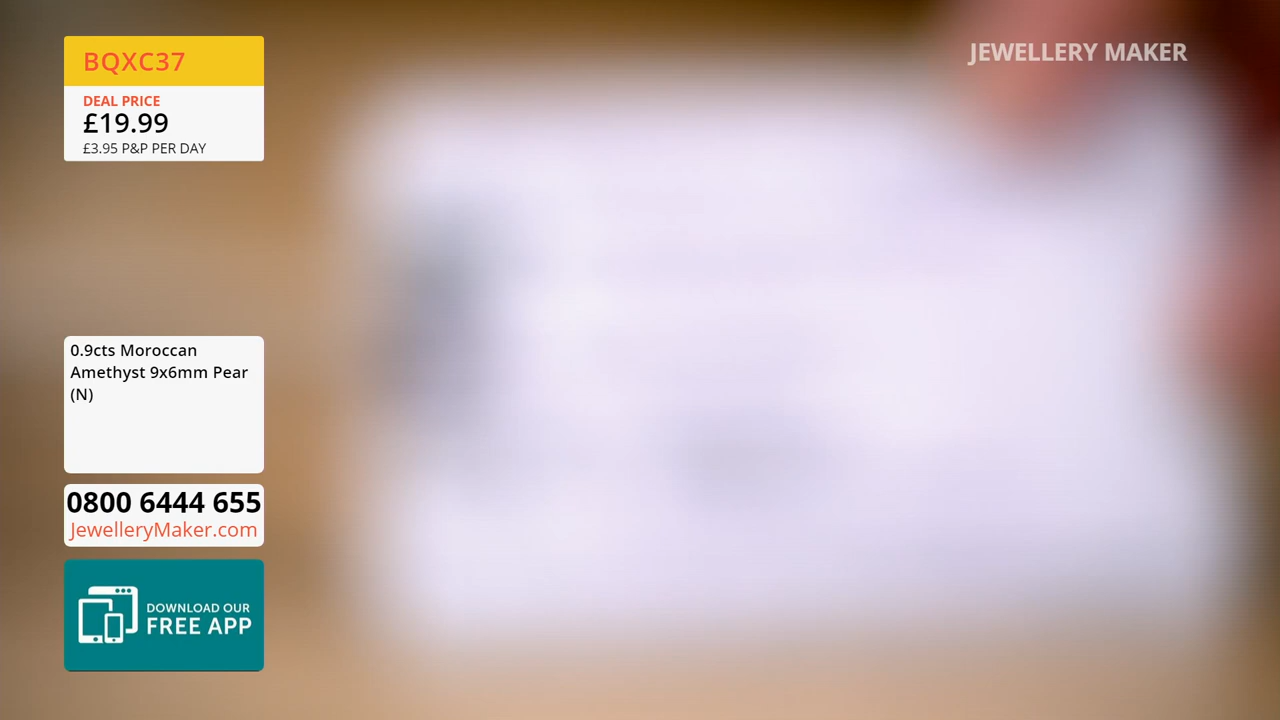 BQXC37
DEAL PRICE
£19.99
£3.95 P&P PER DAY
JEWELLERY MAKER
0.9cts Moroccan
Amethyst 9x6mm Pear
(N)
0800 6444 655
JewelleryMaker.com
DOWNLOAD OUR
FREE APP